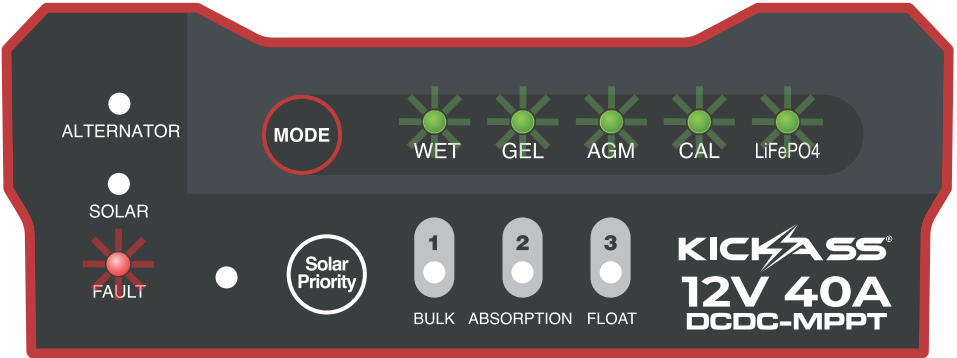 ALTERNATOR
SOLAR
FAULT
MODE
WET GEL AGM CAL LiFePO4
Solar
Priority
1 2 3
BULK ABSORPTION FLOAT
KICKASS®
12V 40A
DCDC-MPPT